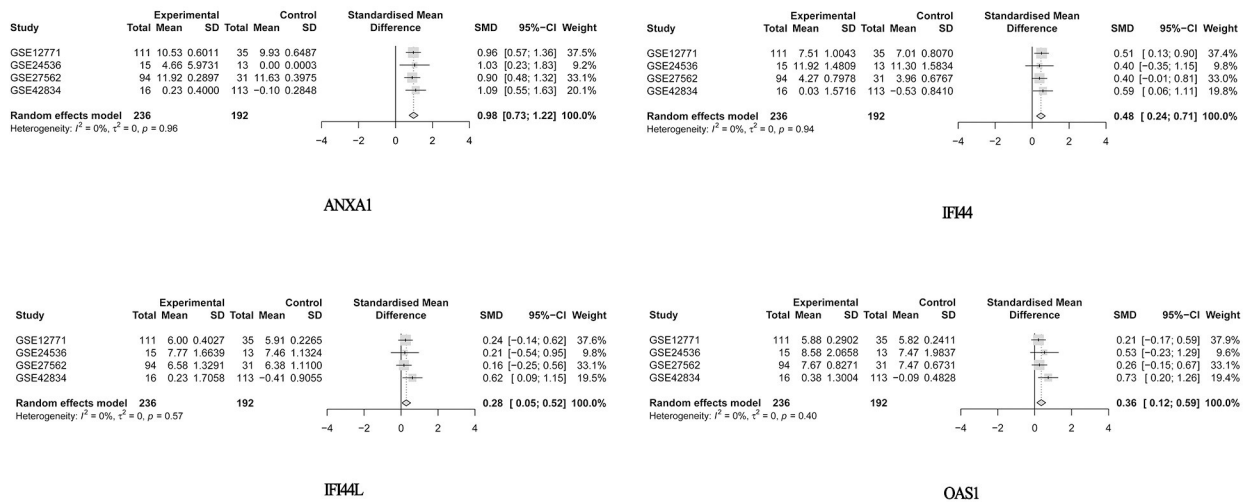 Experimental Control Standardised Mean
Study Total Mean SD Total Mean SD Difference SMD 95%−CI Weight
GSE12771 111 10.53 0.6011 35 9.93 0.6487 0.96 [0.57; 1.36] 37.5%
GSE24536 15 4.66 5.9731 13 0.00 0.0003 1.03 [0.23; 1.83] 9.2%
GSE27562 94 11.92 0.2897 31 11.63 0.3975 0.90 [0.48; 1.32] 33.1%
GSE42834 16 0.23 0.4000 113 −0.10 0.2848 1.09 [0.55; 1.63] 20.1%
Random effects model 236 192 0.98 [0.73; 1.22] 100.0%
Heterogeneity: I² = 0%, τ² = 0, p = 0.96
−4 −2 0 2 4
ANXA1
Experimental Control Standardised Mean
Study Total Mean SD Total Mean SD Difference SMD 95%−CI Weight
GSE12771 111 7.51 1.0043 35 7.01 0.8070 0.51 [0.13; 0.90] 37.4%
GSE24536 15 11.92 1.4809 13 11.30 1.5834 0.40 [-0.35; 1.15] 9.8%
GSE27562 94 4.27 0.7978 31 3.96 0.6767 0.40 [-0.01; 0.81] 33.0%
GSE42834 16 0.03 1.5716 113 −0.53 0.8410 0.59 [ 0.06; 1.11] 19.8%
Random effects model 236 192 0.48 [ 0.24; 0.71] 100.0%
Heterogeneity: I² = 0%, τ² = 0, p = 0.94
−4 −2 0 2 4
IFI44
Experimental Control Standardised Mean
Study Total Mean SD Total Mean SD Difference SMD 95%−CI Weight
GSE12771 111 6.00 0.4027 35 5.91 0.2265 0.24 [−0.14; 0.62] 37.6%
GSE24536 15 7.77 1.6639 13 7.46 1.1324 0.21 [−0.54; 0.95] 9.8%
GSE27562 94 6.58 1.3291 31 6.38 1.1100 0.16 [−0.25; 0.56] 33.1%
GSE42834 16 0.23 1.7058 113 −0.41 0.9055 0.62 [ 0.09; 1.15] 19.5%
Random effects model 236 192 0.28 [ 0.05; 0.52] 100.0%
Heterogeneity: I² = 0%, τ² = 0, p = 0.57
−4 −2 0 2 4
IFI44L
Experimental Control Standardised Mean
Study Total Mean SD Total Mean SD Difference SMD 95%−CI Weight
GSE12771 111 5.88 0.2902 35 5.82 0.2411 0.21 [-0.17; 0.59] 37.7%
GSE24536 15 8.58 2.0658 13 7.47 1.9837 0.53 [-0.23; 1.29] 9.6%
GSE27562 94 7.67 0.8271 31 7.47 0.6731 0.26 [-0.15; 0.67] 33.1%
GSE42834 16 0.38 1.3004 113 −0.09 0.4828 0.73 [ 0.20; 1.26] 19.4%
Random effects model 236 192 0.36 [ 0.12; 0.59] 100.0%
Heterogeneity: I² = 0%, τ² = 0, p = 0.40
−4 −2 0 2 4
OAS1